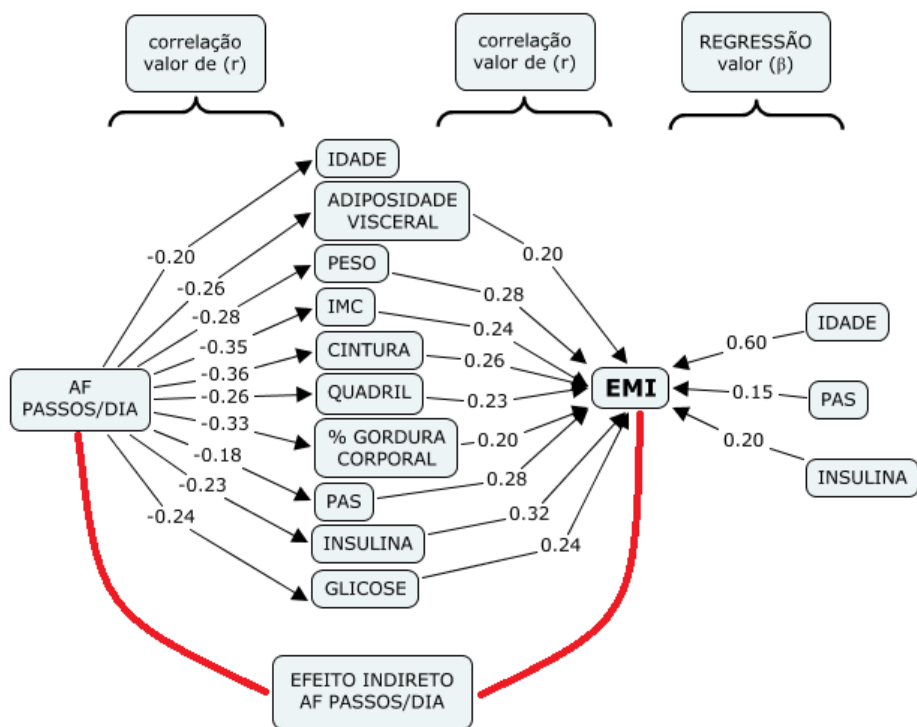 correlação
valor de (r)
correlação
valor de (r)
REGRESSÃO
valor (β)
IDADE
ADIPOSIDADE
VISCERAL
PESO
IMC
CINTURA
QUADRIL
% GORDURA
CORPORAL
PAS
INSULINA
GLICOSE
AF
PASSOS/DIA
-0.20
-0.26
-0.28
-0.35
-0.36
-0.26
-0.33
-0.18
-0.23
-0.24
0.20
0.28
0.24
0.26
0.23
0.20
0.28
0.32
0.24
EMI
0.60
0.15
0.20
IDADE
PAS
INSULINA
EFEITO INDIRETO
AF PASSOS/DIA